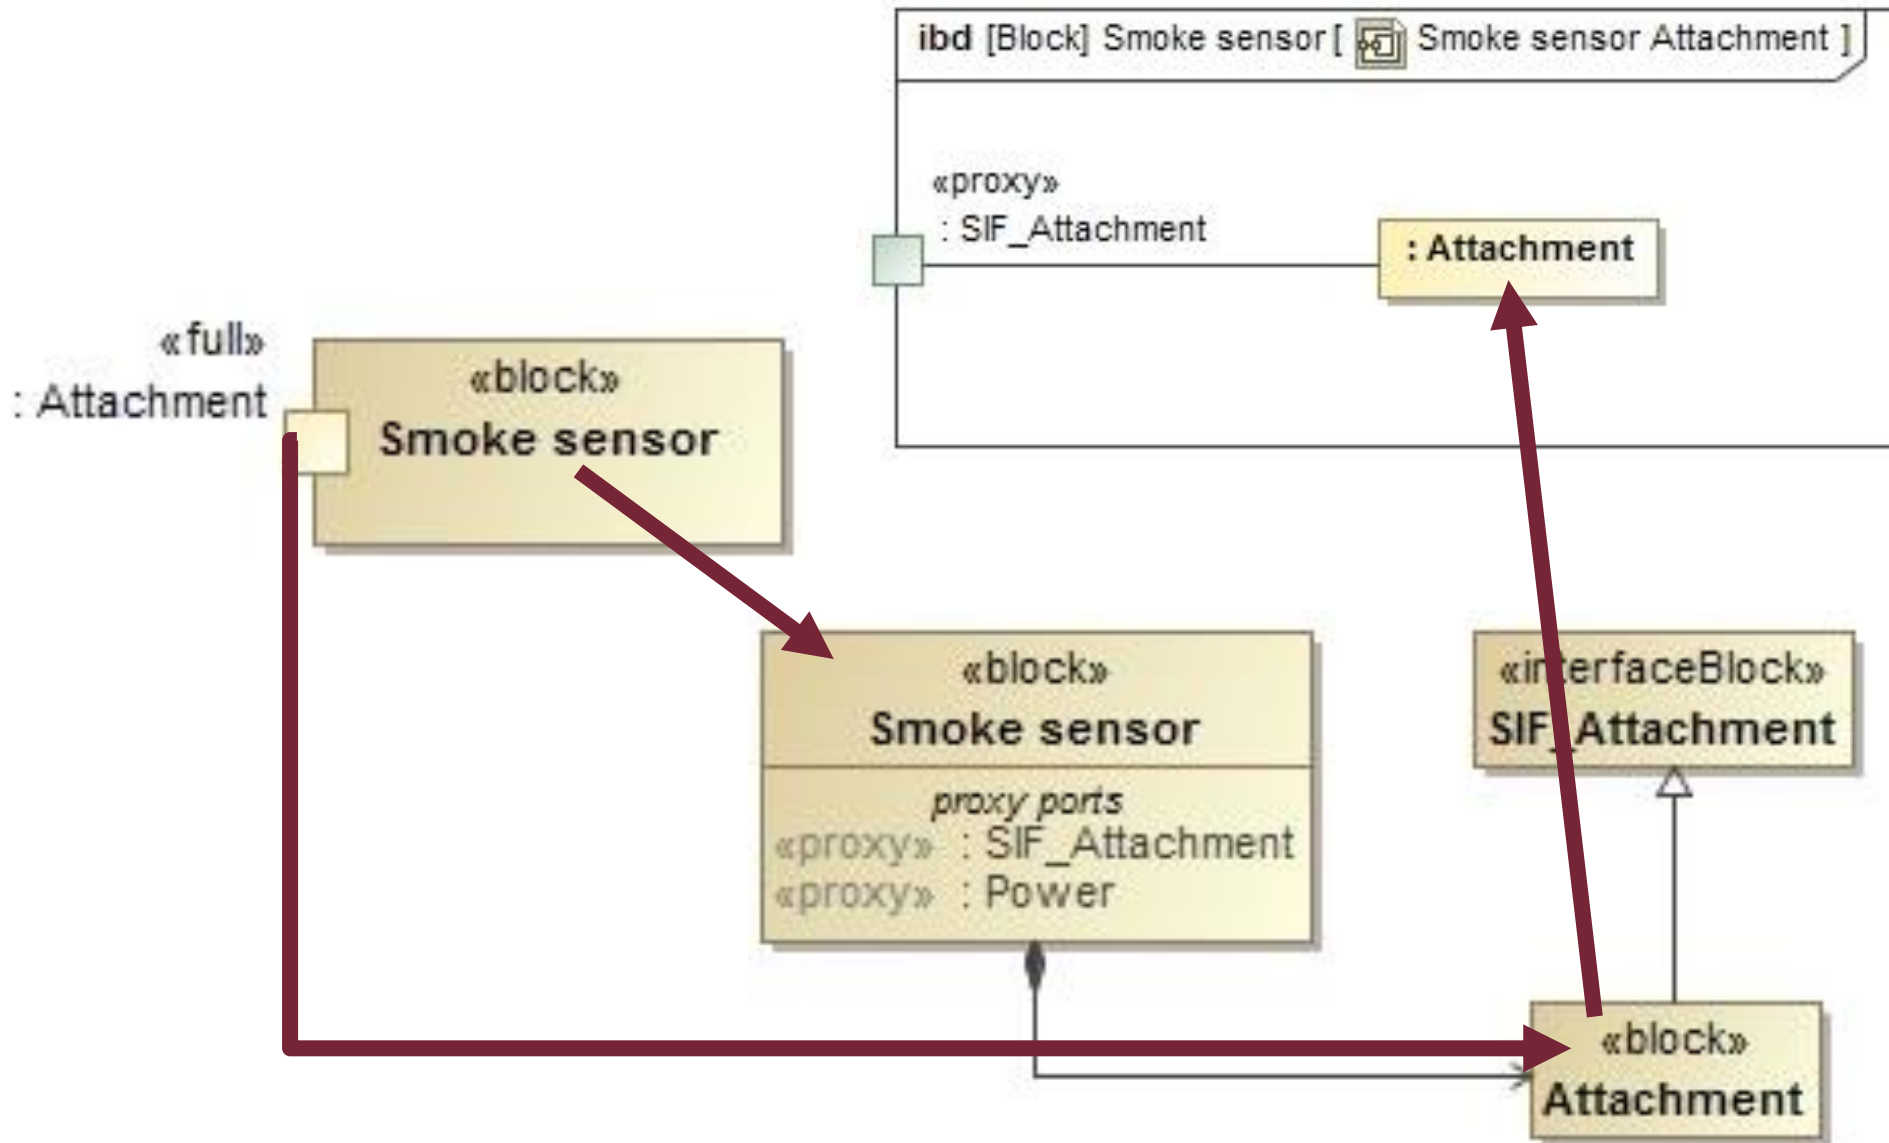 ibd [Block] Smoke sensor [ Smoke sensor Attachment ]
«proxy»
: SIF_Attachment
: Attachment
«full»
: Attachment
«block»
Smoke sensor
«block»
Smoke sensor
proxy ports
«proxy» : SIF_Attachment
«proxy» : Power
«interfaceBlock»
SIF_Attachment
«block»
Attachment